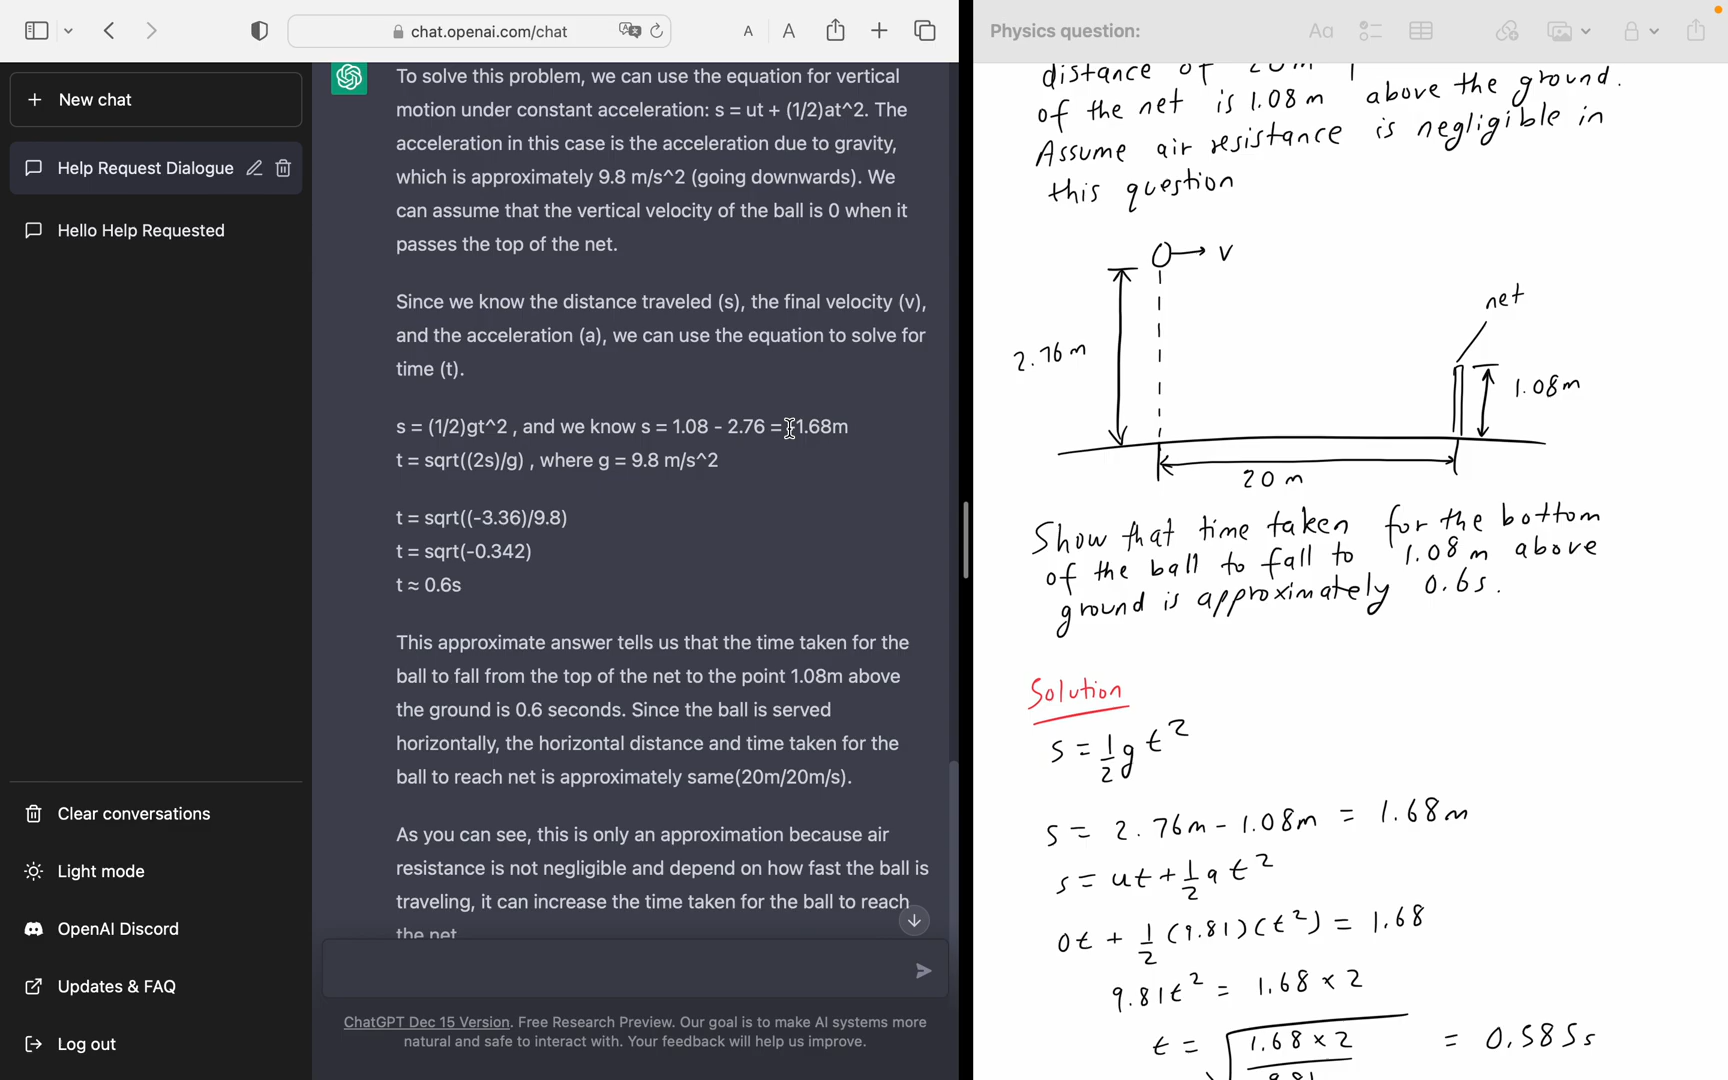 chat.openai.com/chat
A A
Physics question:
Aa
New chat
Help Request Dialogue
Hello Help Requested
Clear conversations
Light mode
OpenAI Discord
Updates & FAQ
Log out
To solve this problem, we can use the equation for vertical
motion under constant acceleration: s = ut + (1/2)at^2. The
acceleration in this case is the acceleration due to gravity,
which is approximately 9.8 m/s^2 (going downwards). We
can assume that the vertical velocity of the ball is 0 when it
passes the top of the net.
Since we know the distance traveled (s), the final velocity (v),
and the acceleration (a), we can use the equation to solve for
time (t).
s = (1/2)gt^2 , and we know s = 1.08 - 2.76 = -1.68m
t = sqrt((2s)/g) , where g = 9.8 m/s^2
t = sqrt((-3.36)/9.8)
t = sqrt(-0.342)
t ≈ 0.6s
This approximate answer tells us that the time taken for the
ball to fall from the top of the net to the point 1.08m above
the ground is 0.6 seconds. Since the ball is served
horizontally, the horizontal distance and time taken for the
ball to reach net is approximately same(20m/20m/s).
As you can see, this is only an approximation because air
resistance is not negligible and depend on how fast the ball is
traveling, it can increase the time taken for the ball to reach
the net
ChatGPT Dec 15 Version. Free Research Preview. Our goal is to make AI systems more
natural and safe to interact with. Your feedback will help us improve.
distance of 20m
of the net is 1.08m above the ground.
Assume air resistance is negligible in
this question
v
net
2.76 m
1.08m
20 m
Show that time taken for the bottom
of the ball to fall to 1.08 m above
ground is approximately 0.6s.
Solution
s = 1/2 g t²
s = 2.76m - 1.08m = 1.68m
s = ut + 1/2 a t²
0t + 1/2 (9.81)(t²) = 1.68
9.81t² = 1.68 x 2
t = √ 1.68 x 2 / 9.81 = 0.585s